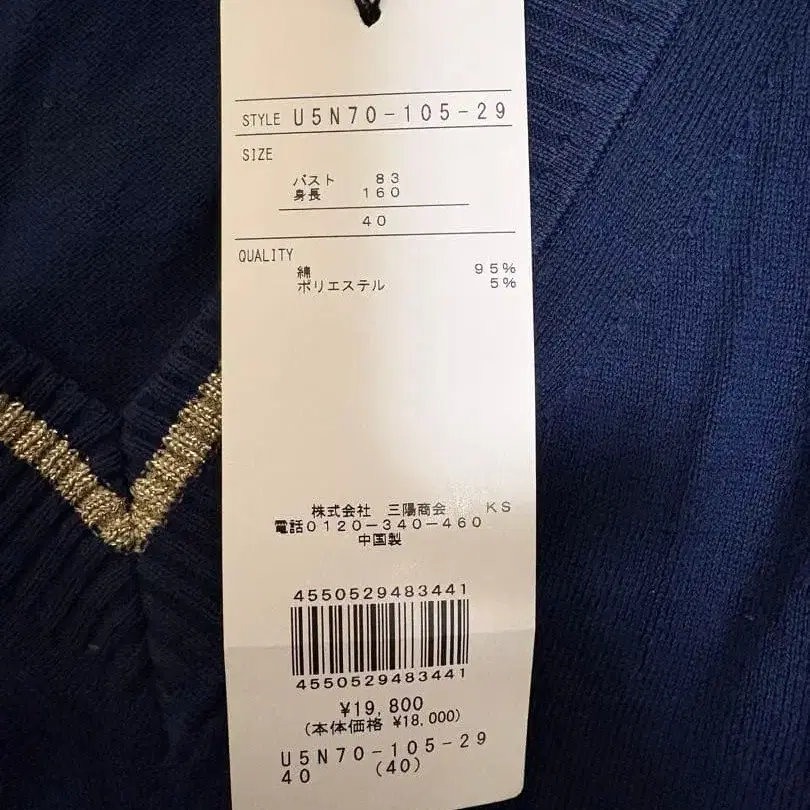 STYLE U5N70-105-29
SIZE
バスト 83
身長 160
40
QUALITY
綿 95%
ポリエステル 5%
株式会社 三陽商会 KS
電話0120-340-460
中国製
4550529483441
4550529483441
¥19,800
(本体価格 ¥18,000)
U5N70-105-29
40 (40)